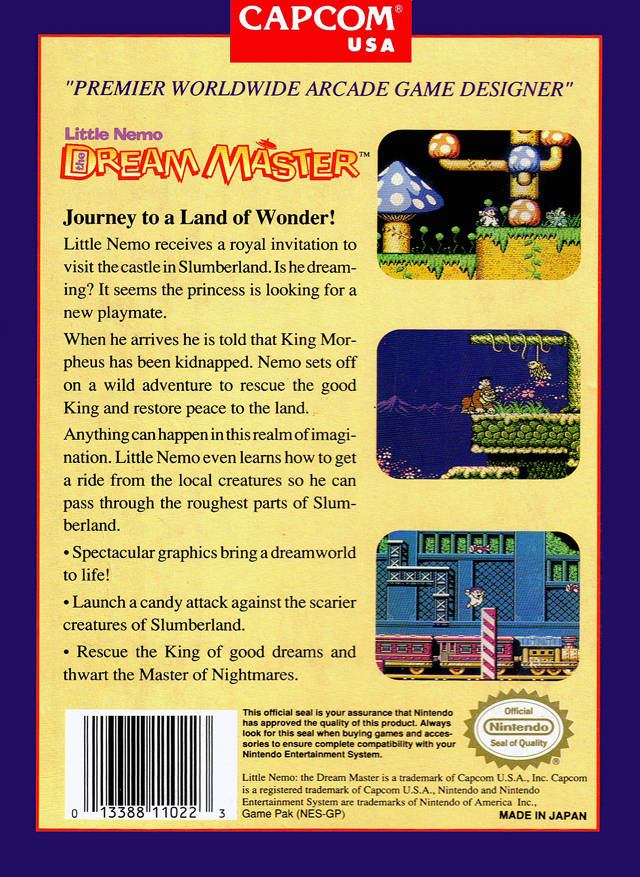 CAPCOM®
USA
"PREMIER WORLDWIDE ARCADE GAME DESIGNER"
Little Nemo
the DREAM MASTER™
Journey to a Land of Wonder!
Little Nemo receives a royal invitation to
visit the castle in Slumberland. Is he dream-
ing? It seems the princess is looking for a
new playmate.
When he arrives he is told that King Mor-
pheus has been kidnapped. Nemo sets off
on a wild adventure to rescue the good
King and restore peace to the land.
Anything can happen in this realm of imagi-
nation. Little Nemo even learns how to get
a ride from the local creatures so he can
pass through the roughest parts of Slum-
berland.
• Spectacular graphics bring a dreamworld
to life!
• Launch a candy attack against the scarier
creatures of Slumberland.
• Rescue the King of good dreams and
thwart the Master of Nightmares.
This official seal is your assurance that Nintendo
has approved the quality of this product. Always
look for this seal when buying games and acces-
sories to ensure complete compatibility with your
Nintendo Entertainment System.
Official
Nintendo
Seal of Quality
®
Little Nemo: the Dream Master is a trademark of Capcom U.S.A., Inc. Capcom
is a registered trademark of Capcom U.S.A., Nintendo and Nintendo
Entertainment System are trademarks of Nintendo of America Inc.,
Game Pak (NES-GP)
MADE IN JAPAN
0 13388 11022 3